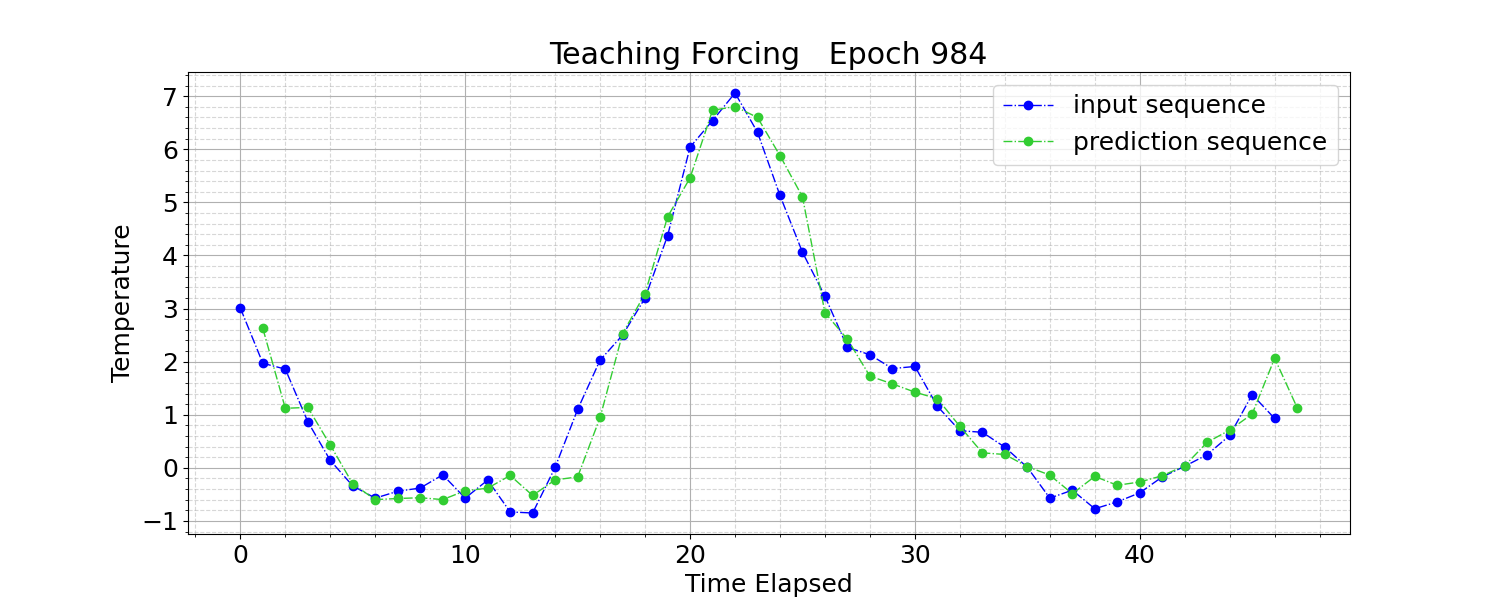 Teaching Forcing   Epoch 984
input sequence
prediction sequence
Temperature
7
6
5
4
3
2
1
0
−1
0 10 20 30 40
Time Elapsed